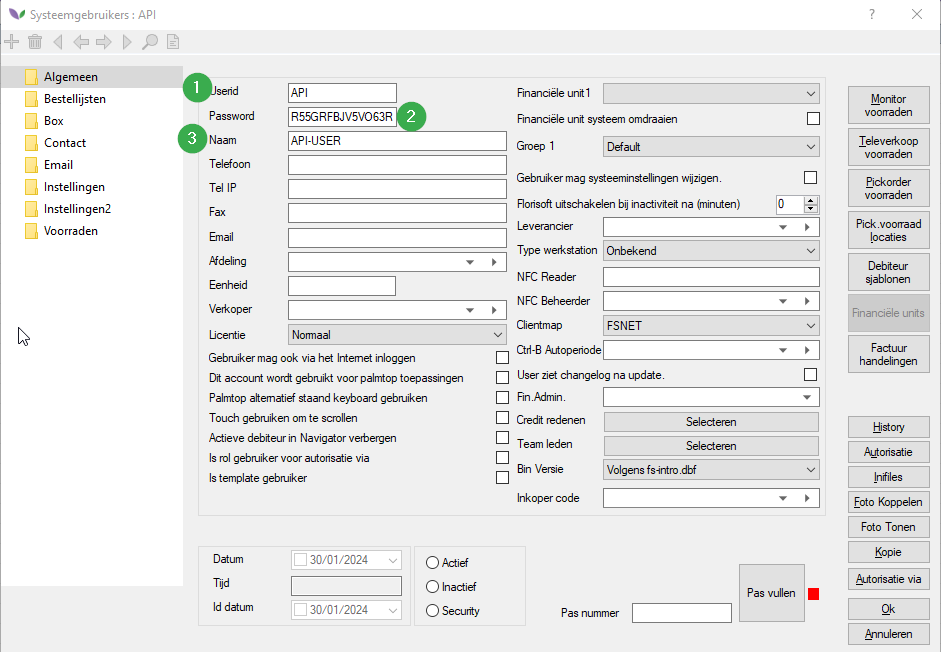 Systeemgebruikers : API
?
Algemeen
Bestellijsten
Box
Contact
Email
Instellingen
Instellingen2
Voorraden
1
Userid
API
Password
R55GRFBJV5VO63R
2
3
Naam
API-USER
Telefoon
Tel IP
Fax
Email
Afdeling
Eenheid
Verkoper
Licentie
Normaal
Gebruiker mag ook via het Internet inloggen
Dit account wordt gebruikt voor palmtop toepassingen
Palmtop alternatief staand keyboard gebruiken
Touch gebruiken om te scrollen
Actieve debiteur in Navigator verbergen
Is rol gebruiker voor autorisatie via
Is template gebruiker
Financiële unit1
Financiële unit systeem omdraaien
Groep 1
Default
Gebruiker mag systeeminstellingen wijzigen.
Florisoft uitschakelen bij inactiviteit na (minuten)
0
Leverancier
Type werkstation
Onbekend
NFC Reader
NFC Beheerder
Clientmap
FSNET
Ctrl-B Autoperiode
User ziet changelog na update.
Fin.Admin.
Credit redenen
Selecteren
Team leden
Selecteren
Bin Versie
Volgens fs-intro.dbf
Inkoper code
Monitor
voorraden
Televerkoop
voorraden
Pickorder
voorraden
Pick.voorraad
locaties
Debiteur
sjablonen
Financiële units
Factuur
handelingen
History
Autorisatie
Inifiles
Foto Koppelen
Foto Tonen
Kopie
Autorisatie via
Ok
Annuleren
Datum
30/01/2024
Tijd
Id datum
30/01/2024
Actief
Inactief
Security
Pas nummer
Pas vullen